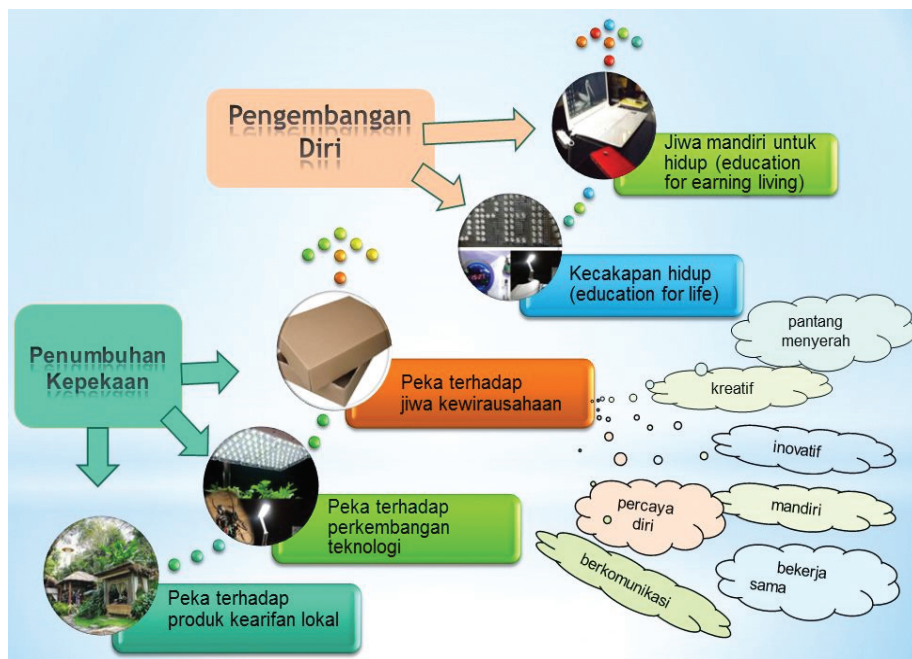 Pengembangan
Diri
Jiwa mandiri untuk
hidup (education
for earning living)
Kecakapan hidup
(education for life)
Penumbuhan
Kepekaan
Peka terhadap
jiwa kewirausahaan
Peka terhadap
perkembangan
teknologi
Peka terhadap
produk kearifan lokal
pantang
menyerah
kreatif
inovatif
percaya
diri
mandiri
berkomunikasi
bekerja
sama